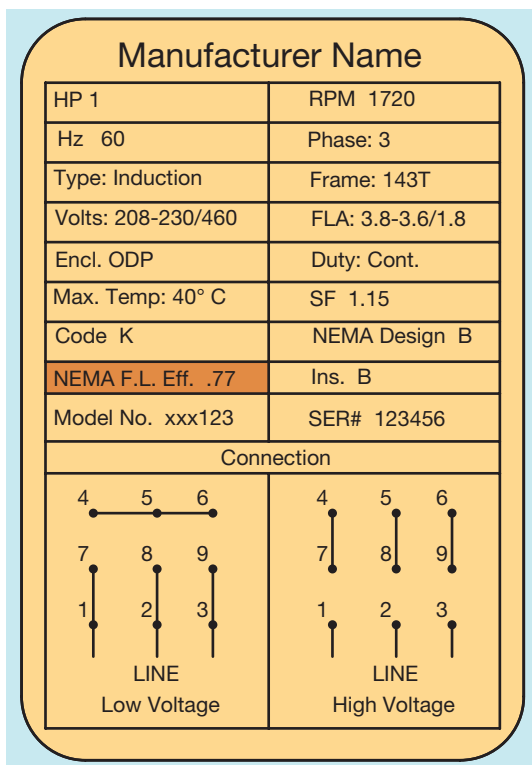 Manufacturer Name
HP 1 RPM 1720
Hz 60 Phase: 3
Type: Induction Frame: 143T
Volts: 208-230/460 FLA: 3.8-3.6/1.8
Encl. ODP Duty: Cont.
Max. Temp: 40° C SF 1.15
Code K NEMA Design B
NEMA F.L. Eff. .77 Ins. B
Model No. xxx123 SER# 123456
Connection
4 5 6 4 5 6
7 8 9 7 8 9
1 2 3 1 2 3
LINE LINE
Low Voltage High Voltage